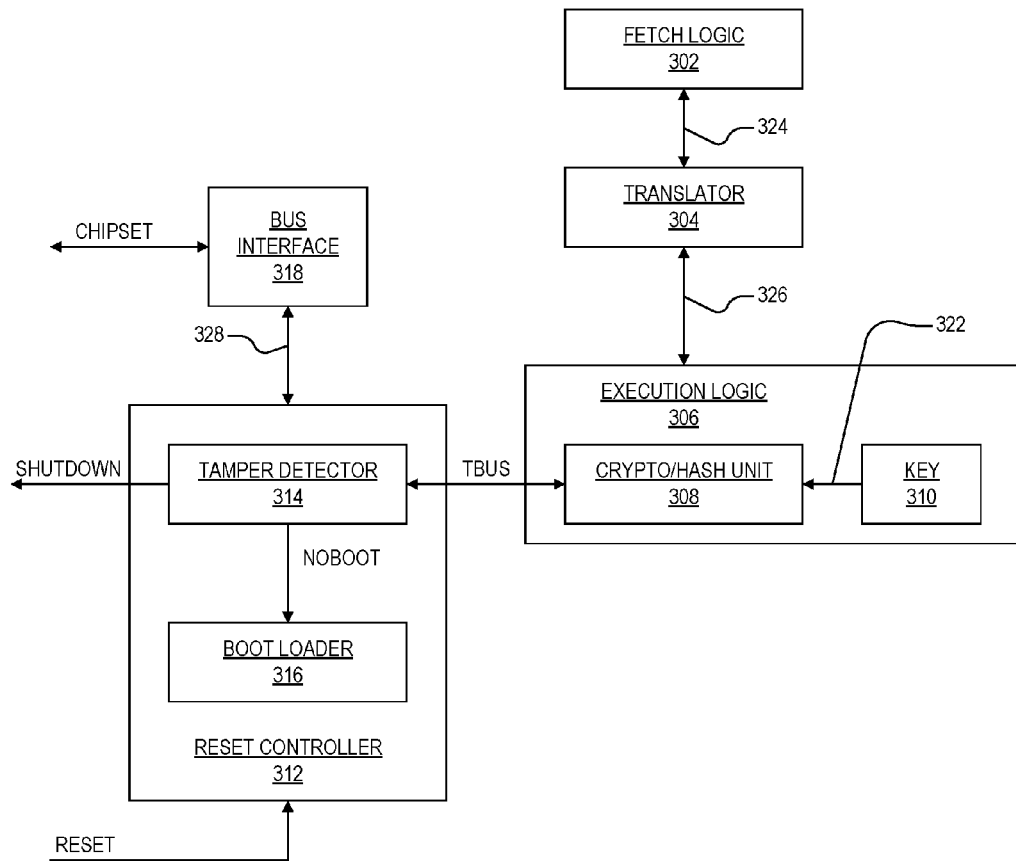 FETCH LOGIC
302
324
TRANSLATOR
304
CHIPSET
BUS
INTERFACE
318
326
328
322
EXECUTION LOGIC
306
SHUTDOWN
TAMPER DETECTOR
314
TBUS
CRYPTO/HASH UNIT
308
KEY
310
NOBOOT
BOOT LOADER
316
RESET CONTROLLER
312
RESET